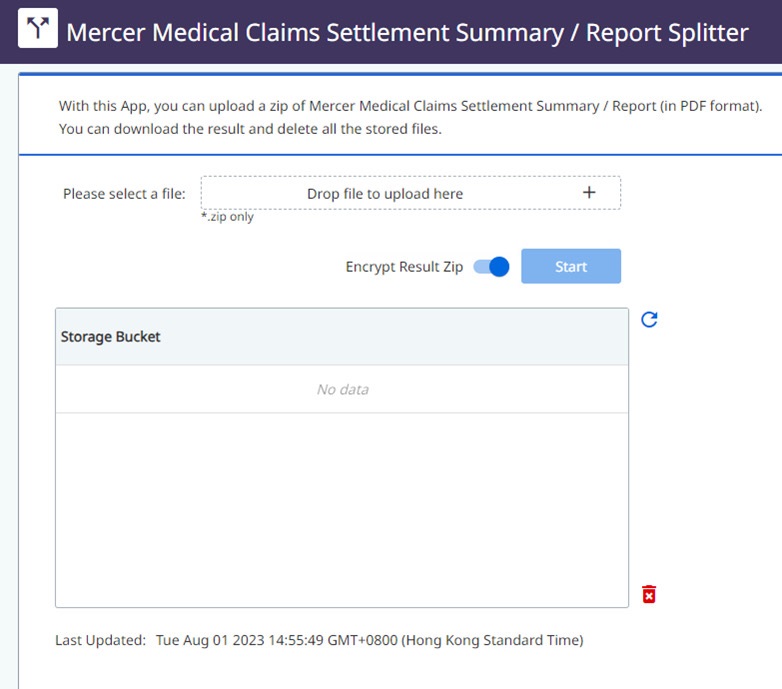 Mercer Medical Claims Settlement Summary / Report Splitter
With this App, you can upload a zip of Mercer Medical Claims Settlement Summary / Report (in PDF format).
You can download the result and delete all the stored files.
Please select a file:
Drop file to upload here +
*.zip only
Encrypt Result Zip
Start
Storage Bucket
No data
Last Updated: Tue Aug 01 2023 14:55:49 GMT+0800 (Hong Kong Standard Time)